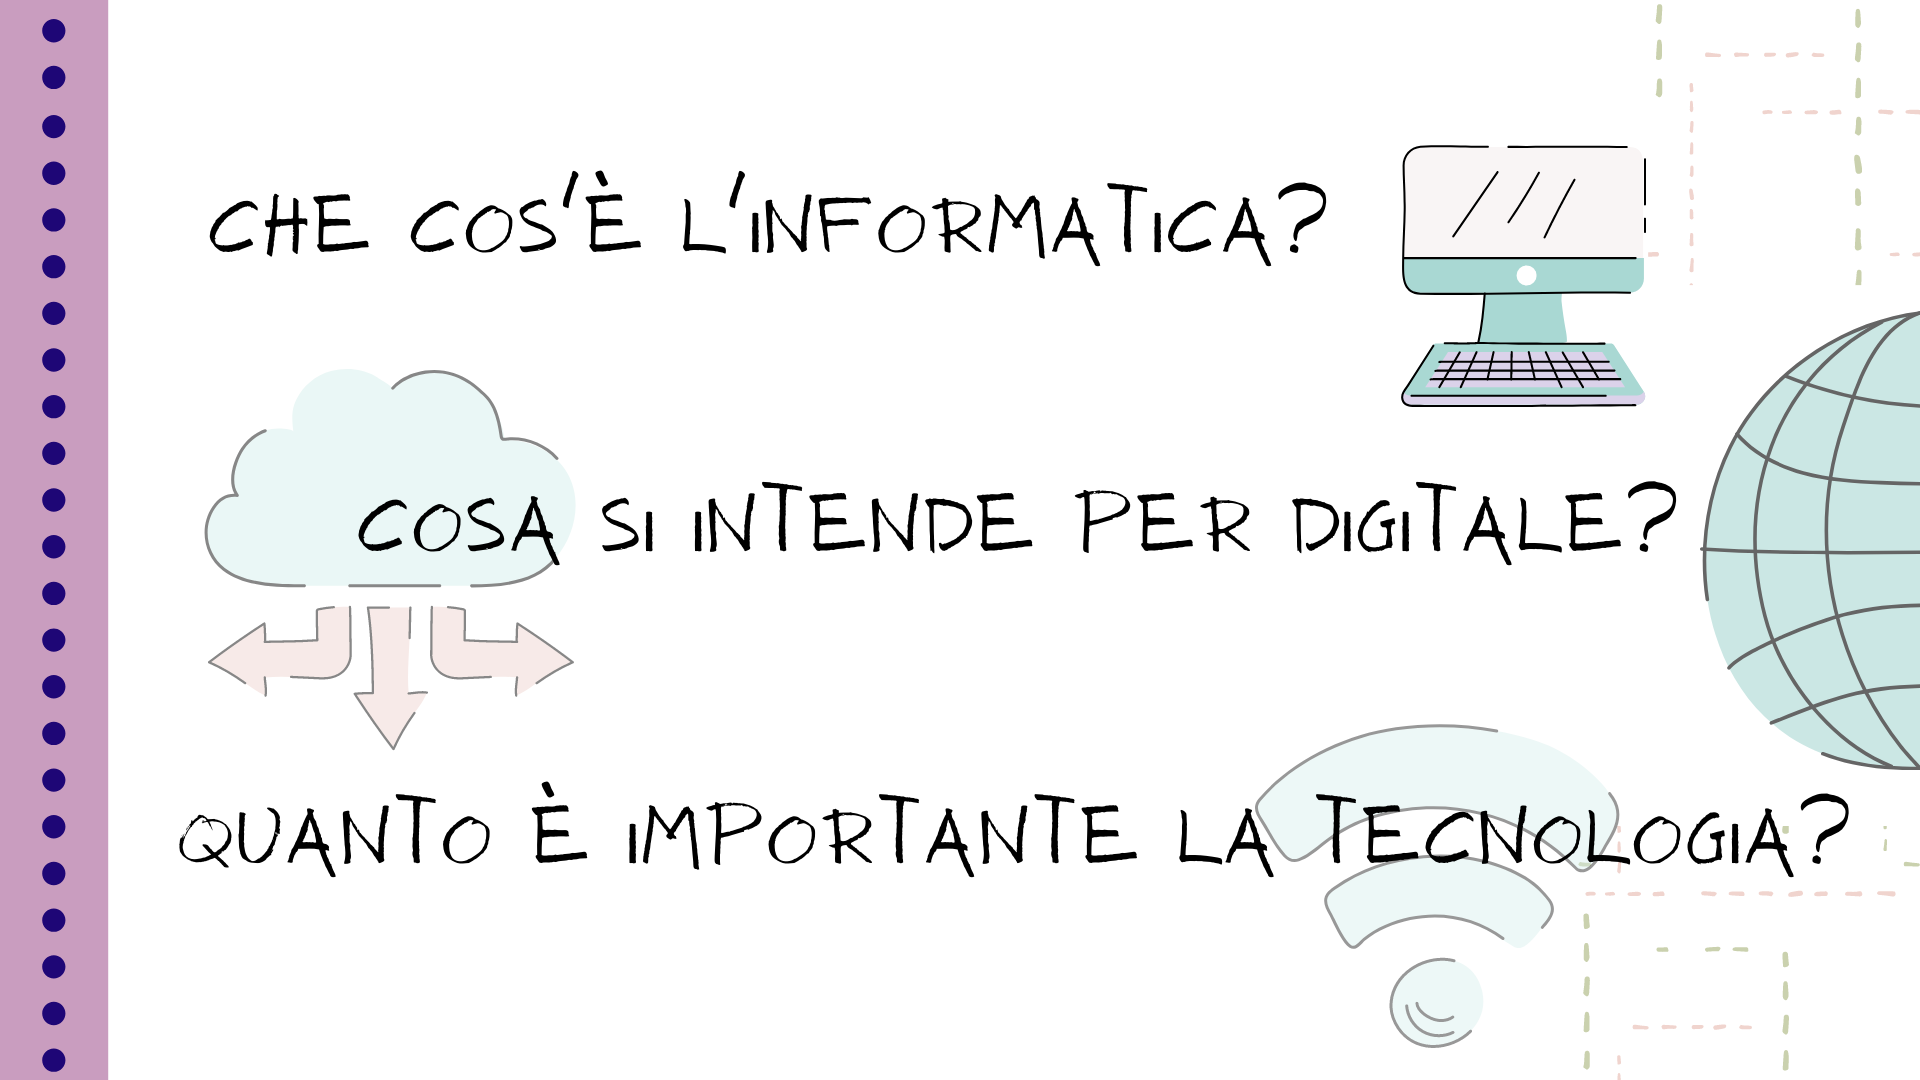 CHE COS'È L'INFORMATICA?
COSA SI INTENDE PER DIGITALE?
QUANTO È IMPORTANTE LA TECNOLOGIA?